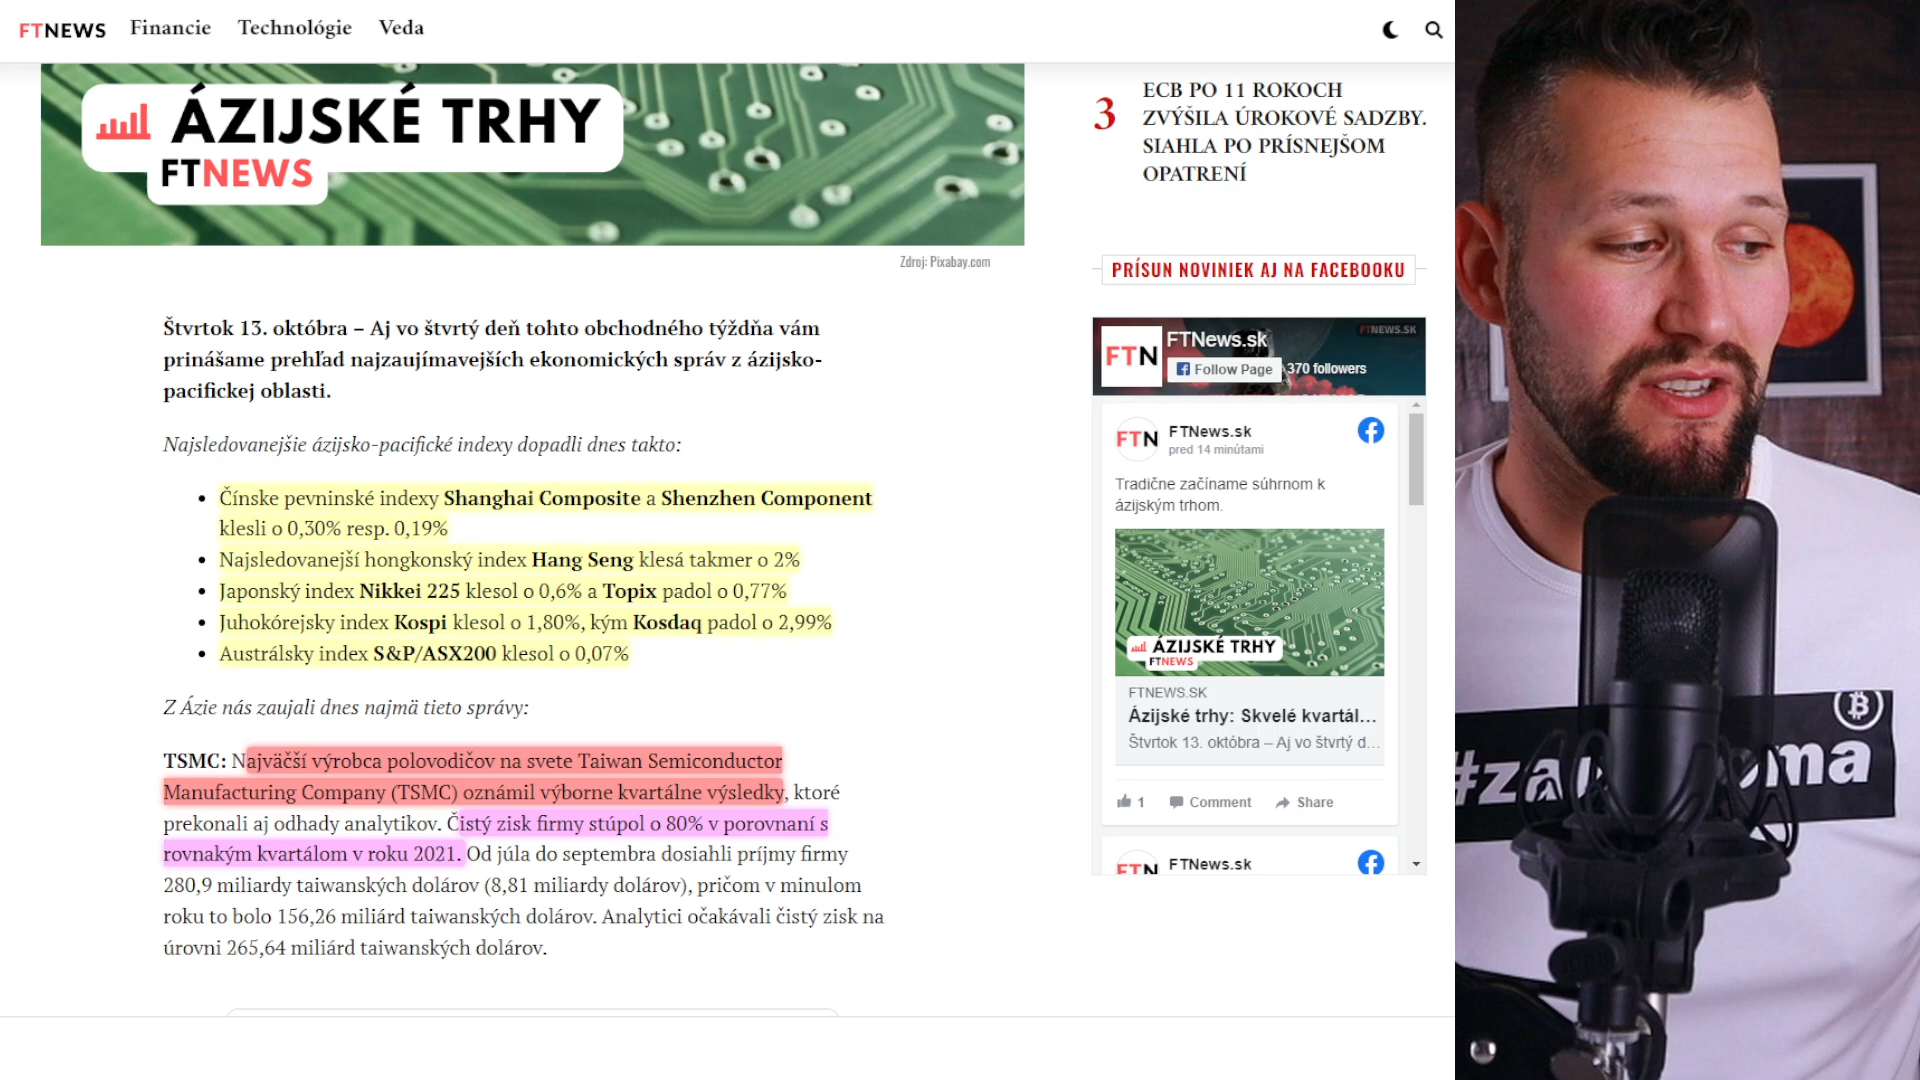 FTNEWS
Financie
Technológie
Veda
ÁZIJSKÉ TRHY
FTNEWS
Zdroj: Pixabay.com
Štvrtok 13. októbra – Aj vo štvrtý deň tohto obchodného týždňa vám
prinášame prehľad najzaujímavejších ekonomických správ z ázijsko-
pacifickej oblasti.
Najsledovanejšie ázijsko-pacifické indexy dopadli dnes takto:
• Čínske pevninské indexy Shanghai Composite a Shenzhen Component
klesli o 0,30% resp. 0,19%
• Najsledovanejší hongkonský index Hang Seng klesá takmer o 2%
• Japonský index Nikkei 225 klesol o 0,6% a Topix padol o 0,77%
• Juhokórejsky index Kospi klesol o 1,80%, kým Kosdaq padol o 2,99%
• Austrálsky index S&P/ASX200 klesol o 0,07%
Z Ázie nás zaujali dnes najmä tieto správy:
TSMC: Najväčší výrobca polovodičov na svete Taiwan Semiconductor
Manufacturing Company (TSMC) oznámil výborne kvartálne výsledky, ktoré
prekonali aj odhady analytikov. Čistý zisk firmy stúpol o 80% v porovnaní s
rovnakým kvartálom v roku 2021. Od júla do septembra dosiahli príjmy firmy
280,9 miliardy taiwanských dolárov (8,81 miliardy dolárov), pričom v minulom
roku to bolo 156,26 miliárd taiwanských dolárov. Analytici očakávali čistý zisk na
úrovni 265,64 miliárd taiwanských dolárov.
3
ECB PO 11 ROKOCH
ZVÝŠILA ÚROKOVÉ SADZBY.
SIAHLA PO PRÍSNEJŠOM
OPATRENÍ
PRÍSUN NOVINIEK AJ NA FACEBOOKU
FTN
FTNews.sk
FTNEWS.SK
Follow Page
370 followers
FTN
FTNews.sk
pred 14 minútami
Tradične začíname súhrnom k
ázijským trhom.
ÁZIJSKÉ TRHY
FTNEWS
FTNEWS.SK
Ázijské trhy: Skvelé kvartál...
Štvrtok 13. október – Aj vo štvrtý d...
1
Comment
Share
FTN
FTNews.sk